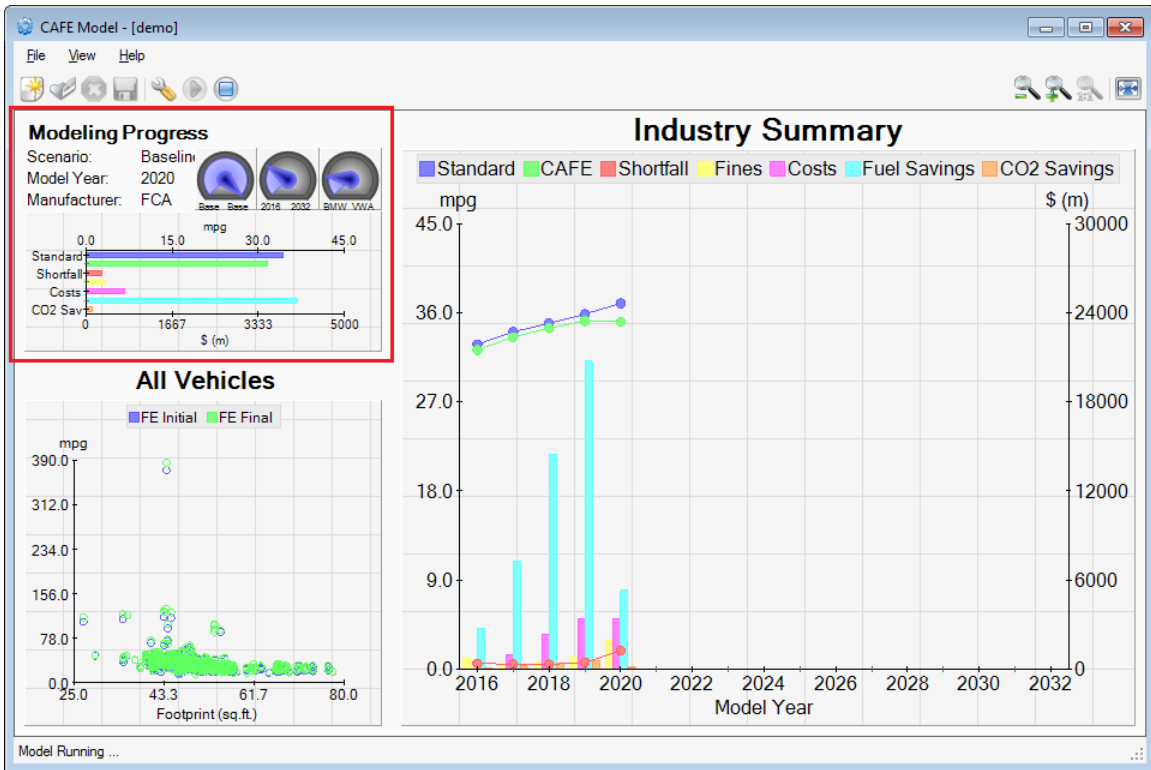 CAFE Model - [demo]
File View Help
Modeling Progress
Scenario: Baseline
Model Year: 2020
Manufacturer: FCA
Base Base 2016 2032 BMW VWA
mpg
0.0 15.0 30.0 45.0
Standard
Shortfall
Costs
CO2 Sav
0 1667 3333 5000
$ (m)
All Vehicles
FE Initial FE Final
mpg
390.0
312.0
234.0
156.0
78.0
0.0
25.0 43.3 61.7 80.0
Footprint (sq.ft.)
Industry Summary
Standard CAFE Shortfall Fines Costs Fuel Savings CO2 Savings
mpg $ (m)
45.0 30000
36.0 24000
27.0 18000
18.0 12000
9.0 6000
0.0 0
2016 2018 2020 2022 2024 2026 2028 2030 2032
Model Year
Model Running ...